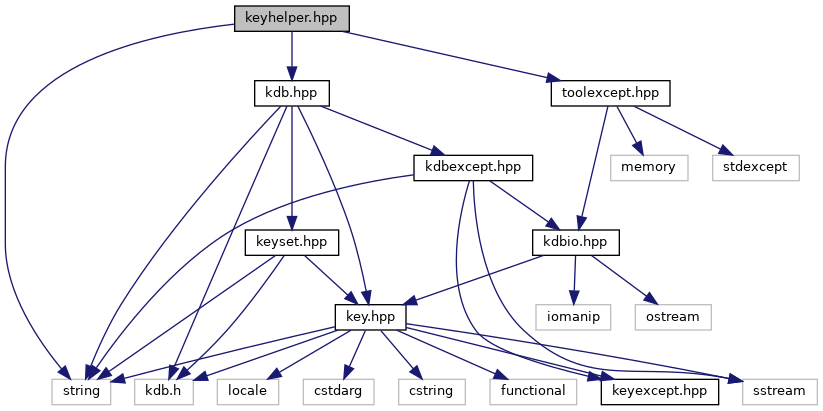 keyhelper.hpp
kdb.hpp
toolexcept.hpp
kdbexcept.hpp
memory
stdexcept
keyset.hpp
kdbio.hpp
key.hpp
iomanip
ostream
string
kdb.h
locale
cstdarg
cstring
functional
keyexcept.hpp
sstream